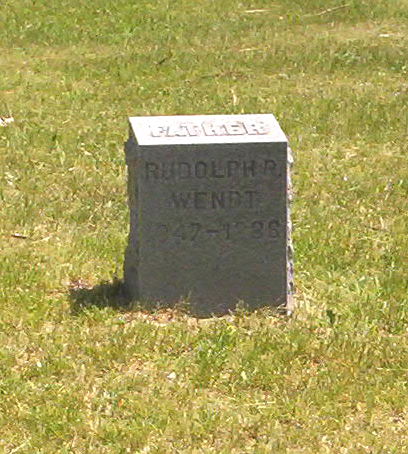 FATHER
RUDOLPH R.
WENDT